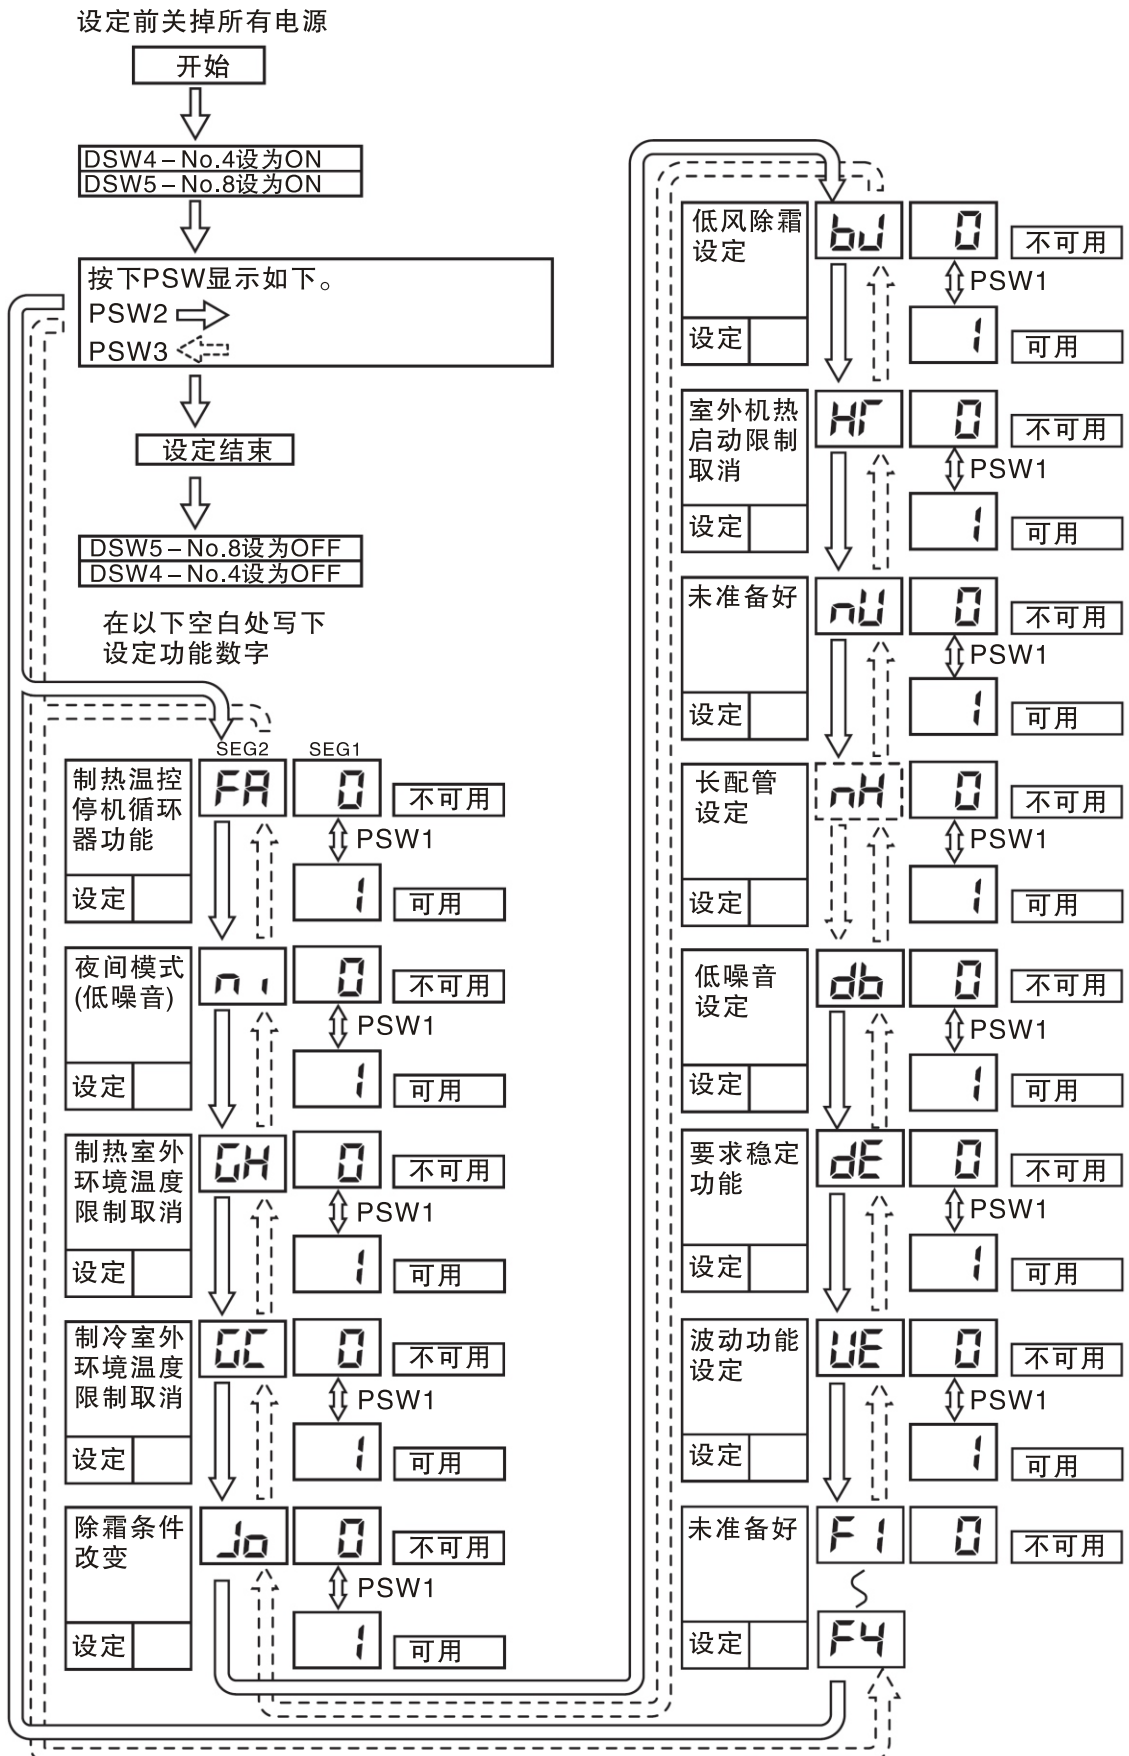 设定前关掉所有电源
开始
DSW4–No.4设为ON
DSW5–No.8设为ON
按下PSW显示如下。
PSW2
PSW3
设定结束
DSW5–No.8设为OFF
DSW4–No.4设为OFF
在以下空白处写下
设定功能数字
SEG2 SEG1
制热温控
停机循环
器功能
设定
FA 0 不可用
PSW1
1 可用
夜间模式
(低噪音)
设定
ni 0 不可用
PSW1
1 可用
制热室外
环境温度
限制取消
设定
GH 0 不可用
PSW1
1 可用
制冷室外
环境温度
限制取消
设定
GC 0 不可用
PSW1
1 可用
除霜条件
改变
设定
Jo 0 不可用
PSW1
1 可用
低风除霜
设定
设定
bJ 0 不可用
PSW1
1 可用
室外机热
启动限制
取消
设定
Hr 0 不可用
PSW1
1 可用
未准备好
设定
nU 0 不可用
PSW1
1 可用
长配管
设定
设定
nH 0 不可用
PSW1
1 可用
低噪音
设定
设定
db 0 不可用
PSW1
1 可用
要求稳定
功能
设定
dE 0 不可用
PSW1
1 可用
波动功能
设定
设定
UE 0 不可用
PSW1
1 可用
未准备好
设定
F1 0 不可用
F4